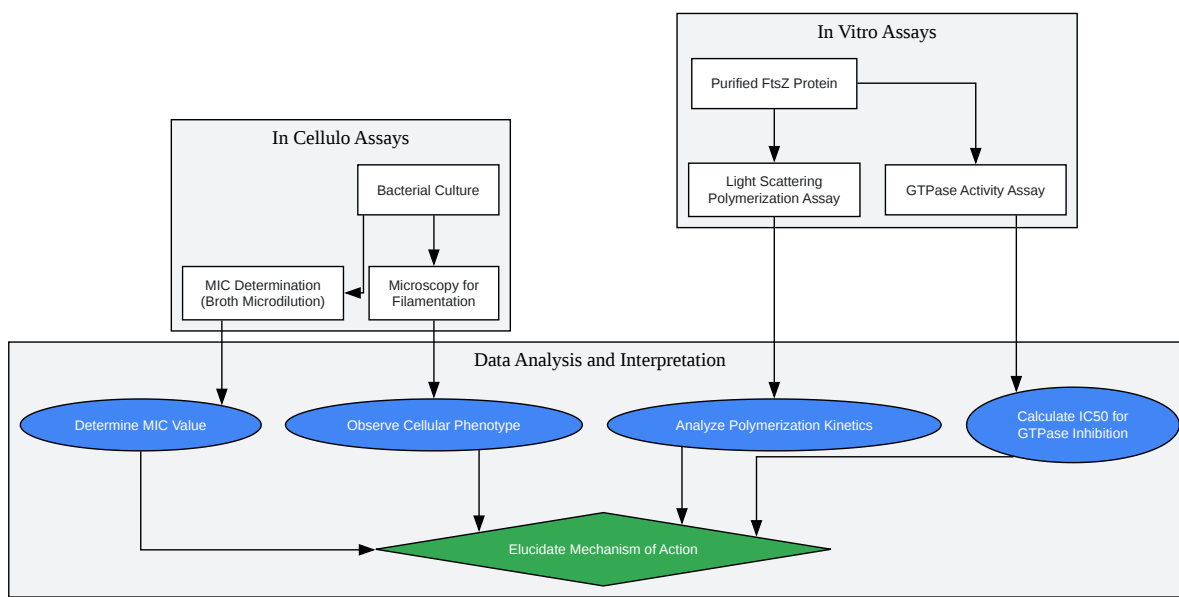 In Vitro Assays
Purified FtsZ Protein
In Cellulo Assays
Bacterial Culture
Light Scattering
Polymerization Assay
GTPase Activity Assay
MIC Determination
(Broth Microdilution)
Microscopy for
Filamentation
Data Analysis and Interpretation
Determine MIC Value
Observe Cellular Phenotype
Analyze Polymerization Kinetics
Calculate IC50 for
GTPase Inhibition
Elucidate Mechanism of Action